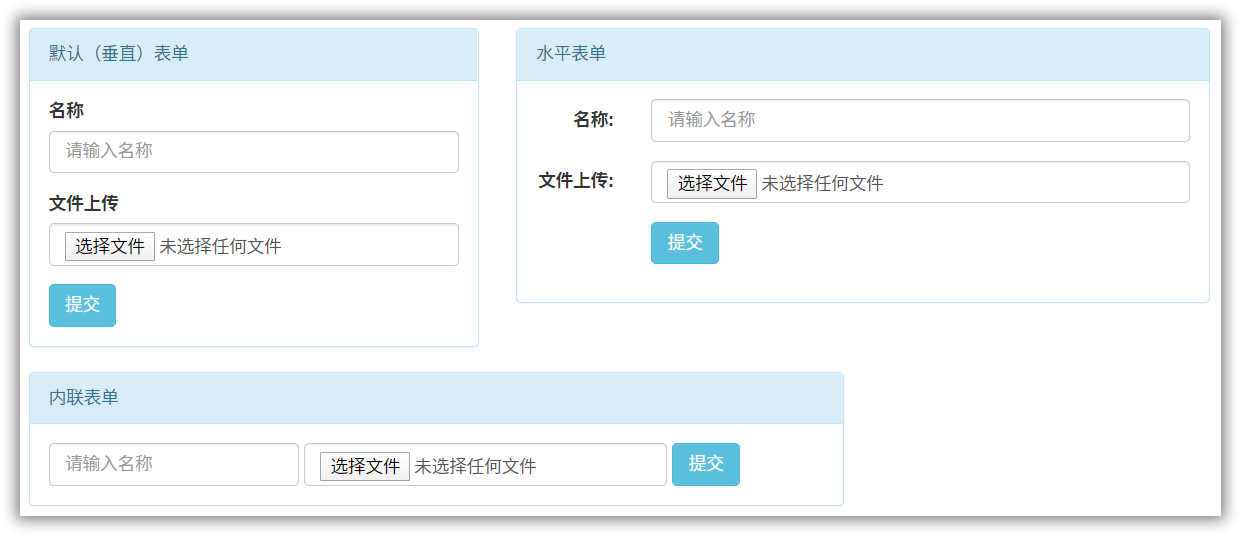 默认（垂直）表单
名称
请输入名称
文件上传
选择文件 未选择任何文件
提交
水平表单
名称: 请输入名称
文件上传: 选择文件 未选择任何文件
提交
内联表单
请输入名称 选择文件 未选择任何文件 提交